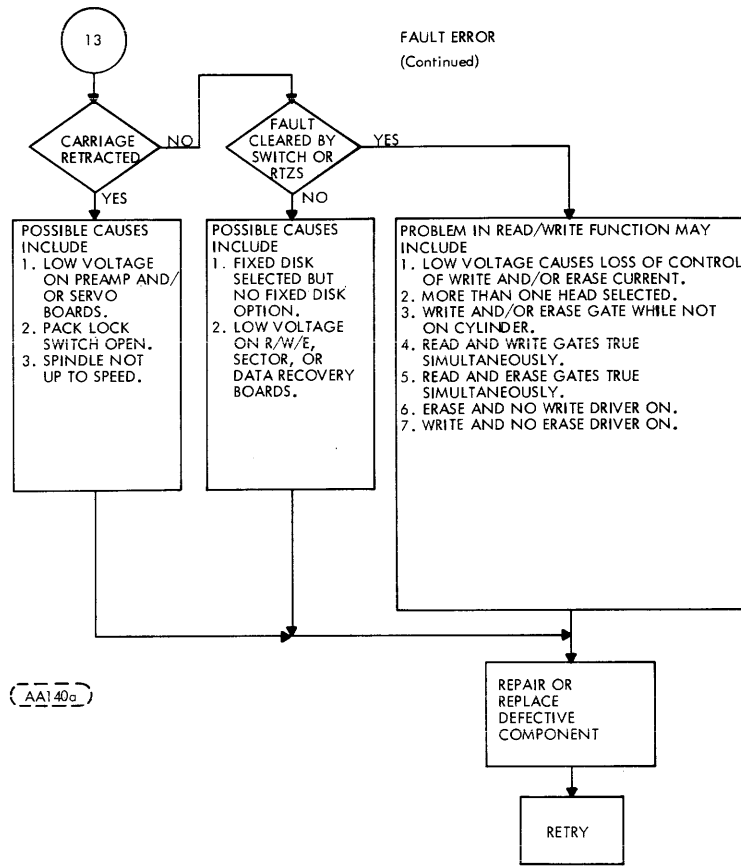 13
FAULT ERROR
(Continued)
CARRIAGE
RETRACTED
NO
YES
FAULT
CLEARED BY
SWITCH OR
RTZS
YES
NO
POSSIBLE CAUSES
INCLUDE
1. LOW VOLTAGE
ON PREAMP AND/
OR SERVO
BOARDS.
2. PACK LOCK
SWITCH OPEN.
3. SPINDLE NOT
UP TO SPEED.
POSSIBLE CAUSES
INCLUDE
1. FIXED DISK
SELECTED BUT
NO FIXED DISK
OPTION.
2. LOW VOLTAGE
ON R/W/E,
SECTOR, OR
DATA RECOVERY
BOARDS.
PROBLEM IN READ/WRITE FUNCTION MAY
INCLUDE
1. LOW VOLTAGE CAUSES LOSS OF CONTROL
OF WRITE AND/OR ERASE CURRENT.
2. MORE THAN ONE HEAD SELECTED.
3. WRITE AND/OR ERASE GATE WHILE NOT
ON CYLINDER.
4. READ AND WRITE GATES TRUE
SIMULTANEOUSLY.
5. READ AND ERASE GATES TRUE
SIMULTANEOUSLY.
6. ERASE AND NO WRITE DRIVER ON.
7. WRITE AND NO ERASE DRIVER ON.
AA140a
REPAIR OR
REPLACE
DEFECTIVE
COMPONENT
RETRY